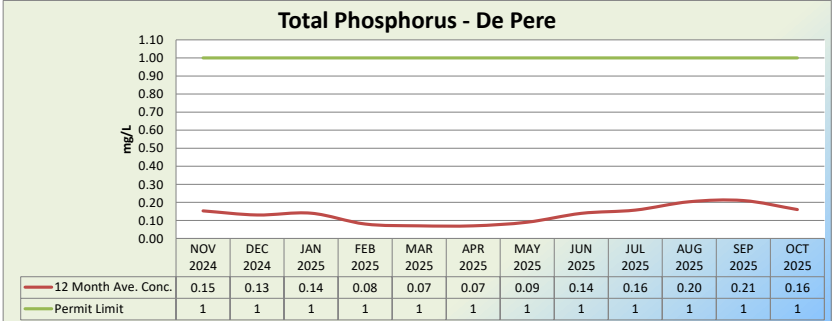 Total Phosphorus - De Pere
1.10
1.00
0.90
0.80
0.70
0.60
0.50
0.40
0.30
0.20
0.10
0.00
mg/L
NOV DEC JAN FEB MAR APR MAY JUN JUL AUG SEP OCT
2024 2024 2025 2025 2025 2025 2025 2025 2025 2025 2025 2025
12 Month Ave. Conc. 0.15 0.13 0.14 0.08 0.07 0.07 0.09 0.14 0.16 0.20 0.21 0.16
Permit Limit 1 1 1 1 1 1 1 1 1 1 1 1